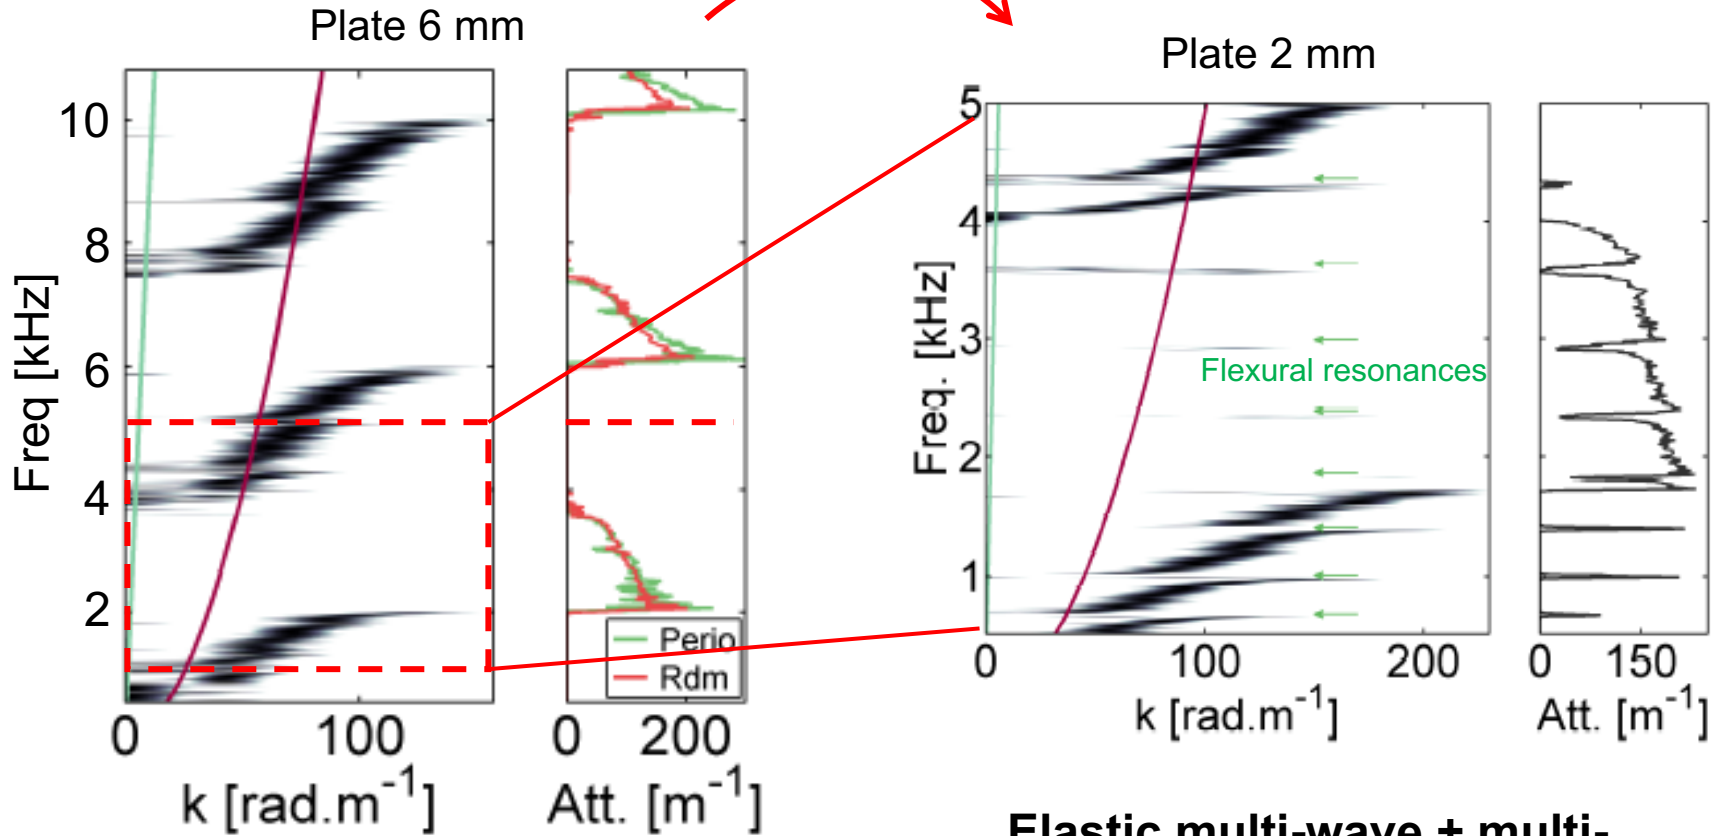 Plate 6 mm
Plate 2 mm
Freq [kHz]
10
8
6
4
2
0
100
k [rad.m-1]
Perio
Rdm
0
200
Att. [m-1]
Freq. [kHz]
5
4
3
2
1
Flexural resonances
0
100
200
k [rad.m-1]
0
150
Att. [m-1]
Elastic multi-wave + multi-